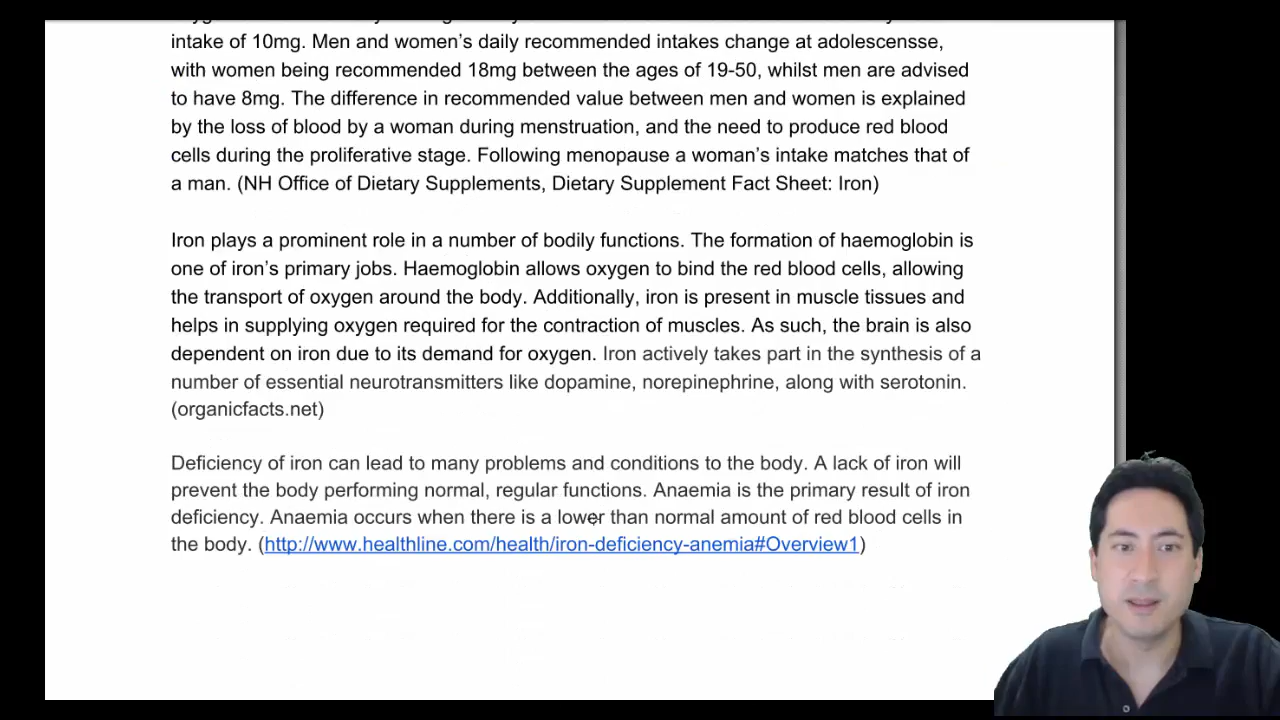 intake of 10mg. Men and women's daily recommended intakes change at adolescensse,
with women being recommended 18mg between the ages of 19-50, whilst men are advised
to have 8mg. The difference in recommended value between men and women is explained
by the loss of blood by a woman during menstruation, and the need to produce red blood
cells during the proliferative stage. Following menopause a woman's intake matches that of
a man. (NH Office of Dietary Supplements, Dietary Supplement Fact Sheet: Iron)
Iron plays a prominent role in a number of bodily functions. The formation of haemoglobin is
one of iron's primary jobs. Haemoglobin allows oxygen to bind the red blood cells, allowing
the transport of oxygen around the body. Additionally, iron is present in muscle tissues and
helps in supplying oxygen required for the contraction of muscles. As such, the brain is also
dependent on iron due to its demand for oxygen. Iron actively takes part in the synthesis of a
number of essential neurotransmitters like dopamine, norepinephrine, along with serotonin.
(organicfacts.net)
Deficiency of iron can lead to many problems and conditions to the body. A lack of iron will
prevent the body performing normal, regular functions. Anaemia is the primary result of iron
deficiency. Anaemia occurs when there is a lower than normal amount of red blood cells in
the body. (http://www.healthline.com/health/iron-deficiency-anemia#Overview1)